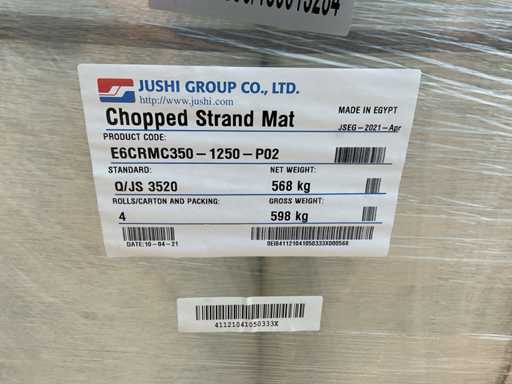 JUSHI GROUP CO., LTD.
http://www.jushi.com
Chopped Strand Mat
MADE IN EGYPT
JSEG-2021-Apr
PRODUCT CODE:
E6CRMC350-1250-P02
STANDARD:
NET WEIGHT:
Q/JS 3520
568 kg
ROLLS/CARTON AND PACKING:
GROSS WEIGHT:
4
598 kg
DATE:10-04-21
0EI041121041050333XD00568
41121041050333X